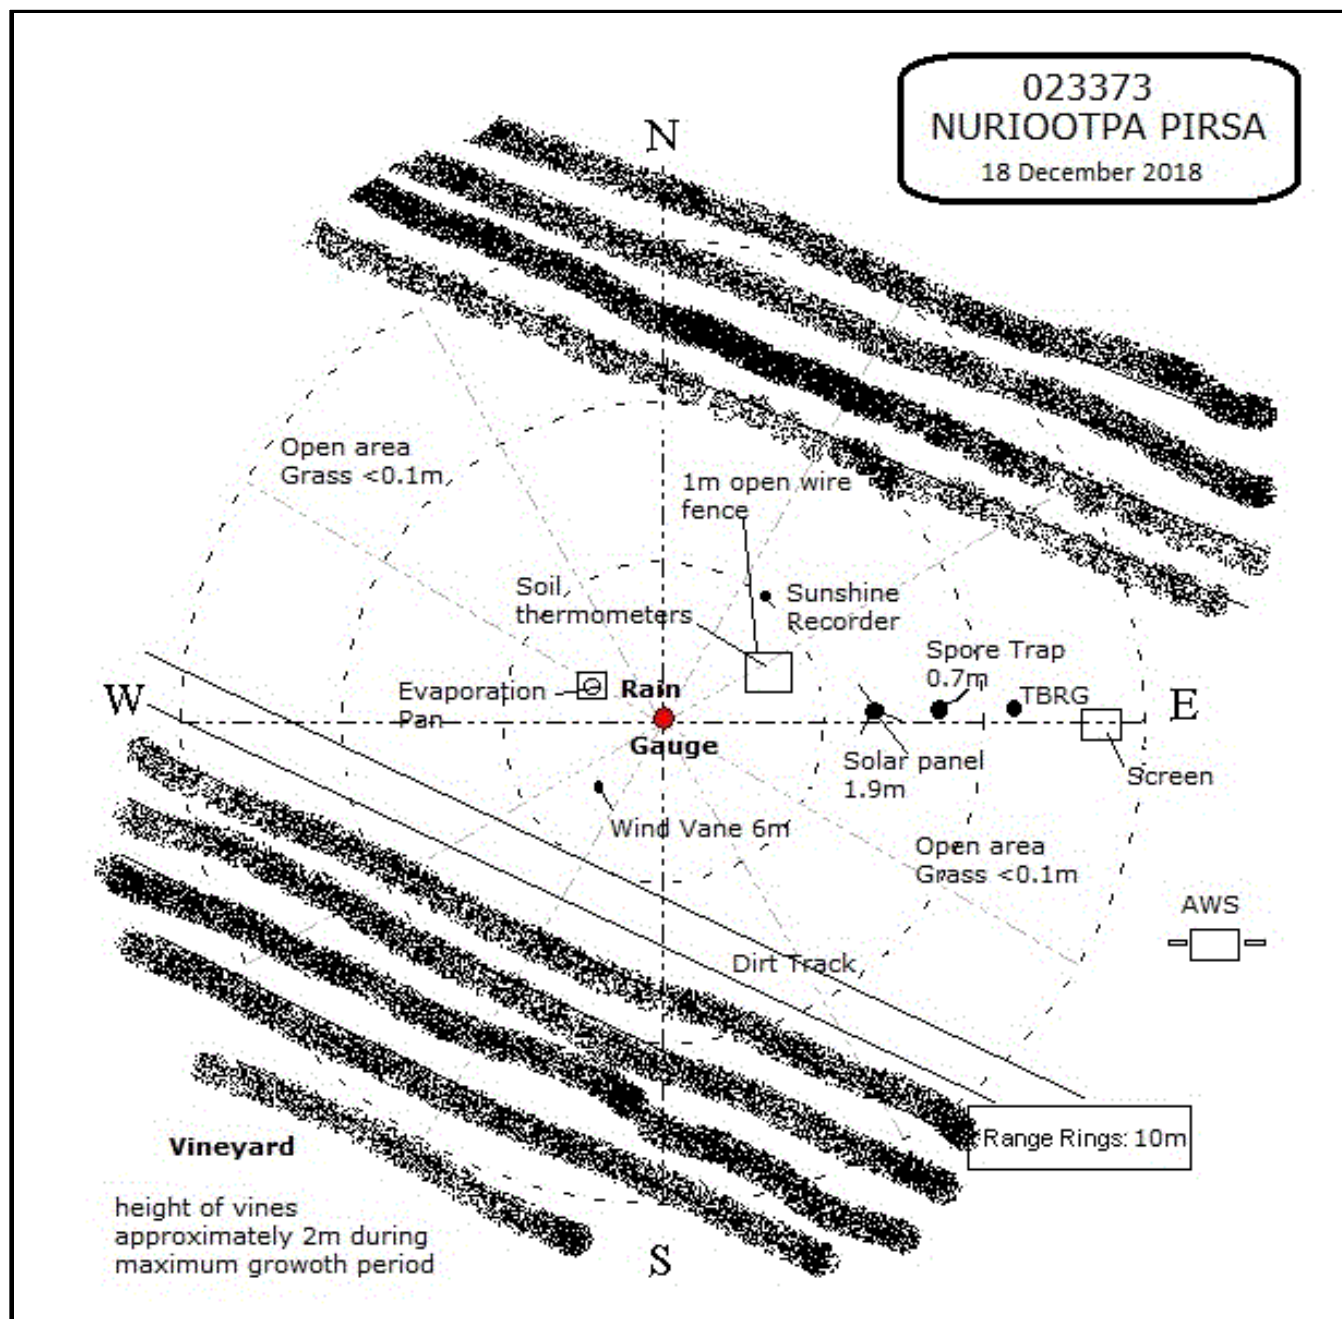 023373
NURIOOTPA PIRSA
18 December 2018
N
Open area
Grass <0.1m
1m open wire
fence
Soil
thermometers
Sunshine
Recorder
Spore Trap
0.7m
TBRG
W
Evaporation
Pan
Rain
Gauge
E
Solar panel
1.9m
Screen
Wind Vane 6m
Open area
Grass <0.1m
AWS
Dirt Track
Range Rings: 10m
Vineyard
height of vines
approximately 2m during
maximum growoth period
S